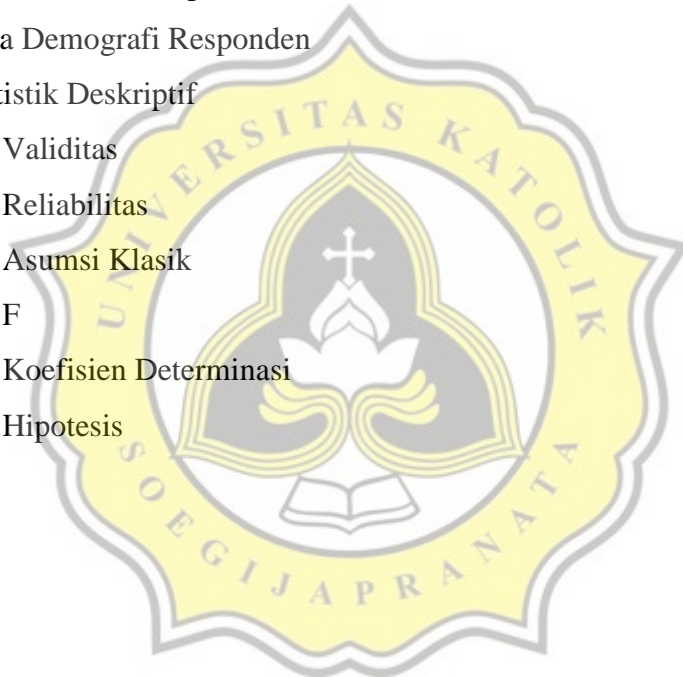 a Demografi Responden
tistik Deskriptif
Validitas
Reliabilitas
Asumsi Klasik
F
Koefisien Determinasi
Hipotesis
UNIVERSITAS KATOLIK
SOEGIJAPRANATA